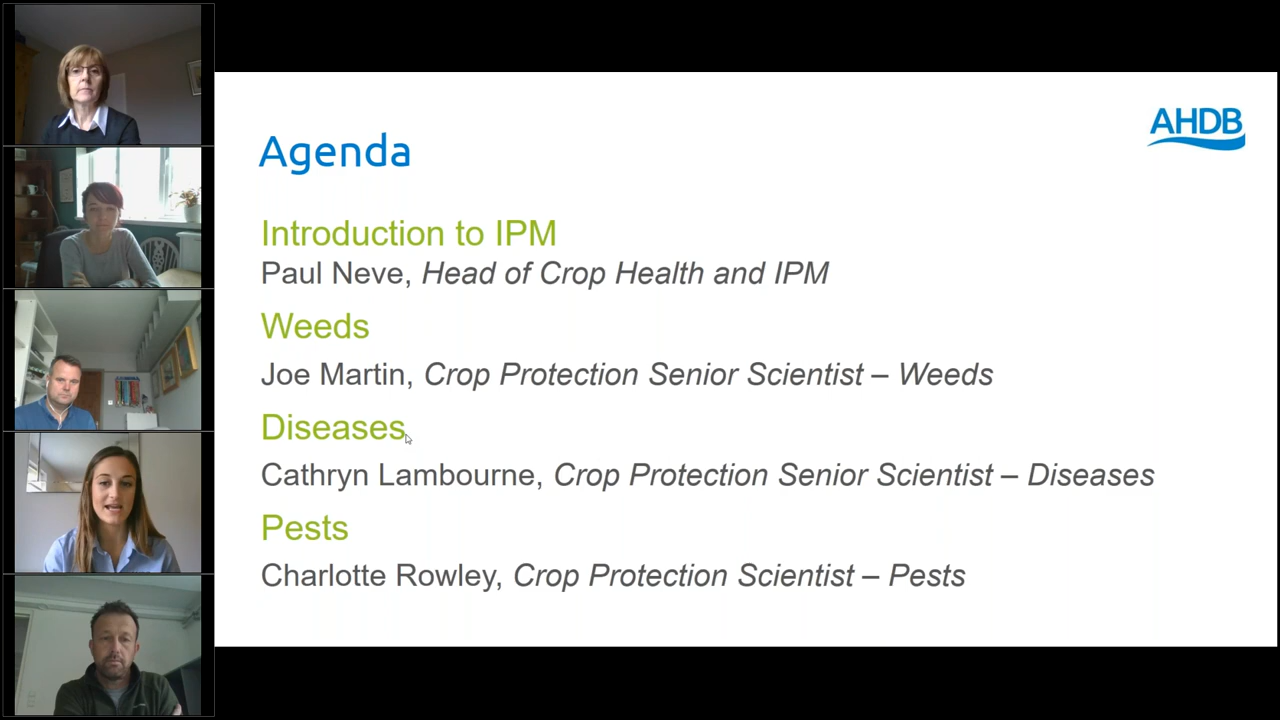 AHDB
Agenda
Introduction to IPM
Paul Neve, Head of Crop Health and IPM
Weeds
Joe Martin, Crop Protection Senior Scientist – Weeds
Diseases
Cathryn Lambourne, Crop Protection Senior Scientist – Diseases
Pests
Charlotte Rowley, Crop Protection Scientist – Pests